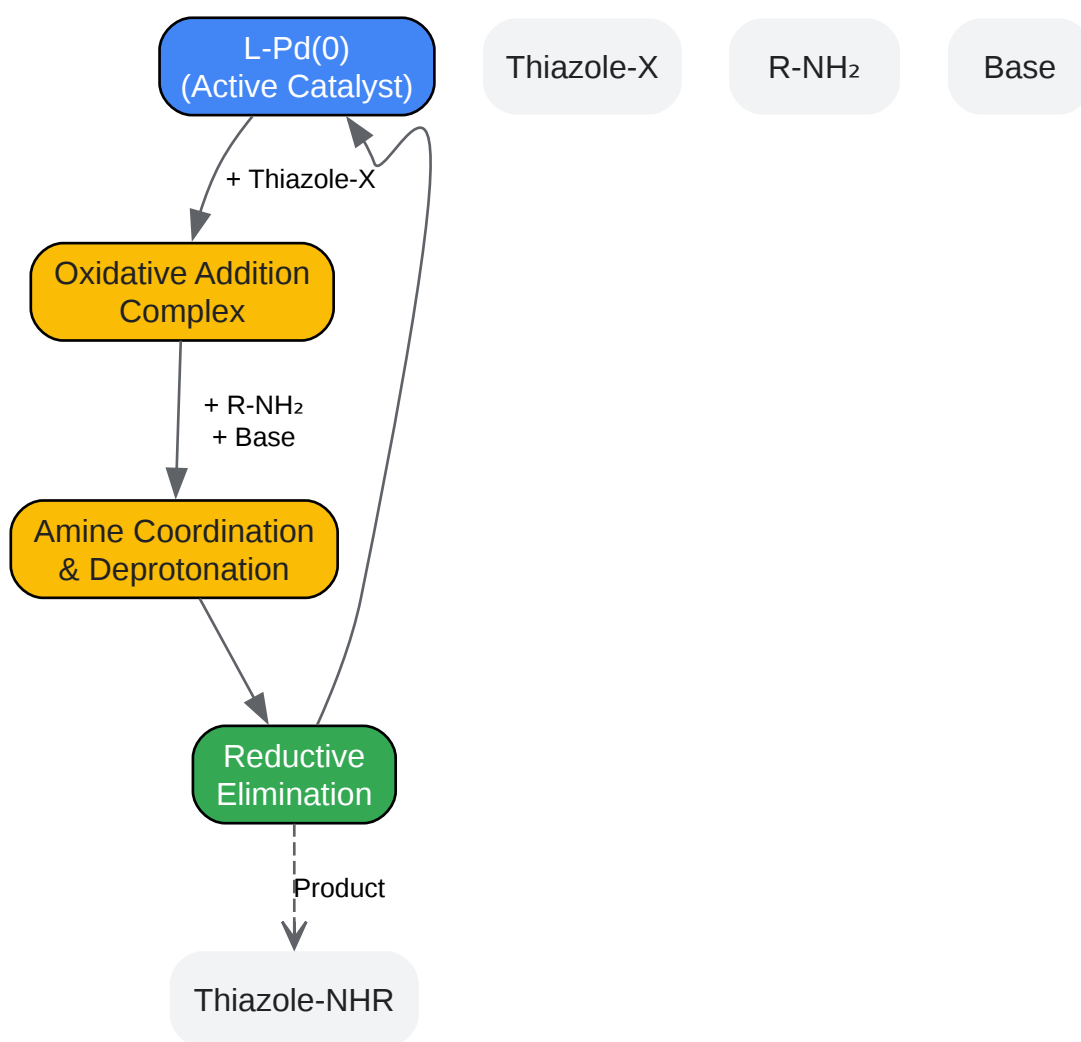 L-Pd(0)
(Active Catalyst)
Thiazole-X
R-NH₂
Base
+ Thiazole-X
Oxidative Addition
Complex
+ R-NH₂
+ Base
Amine Coordination
& Deprotonation
Reductive
Elimination
Product
Thiazole-NHR